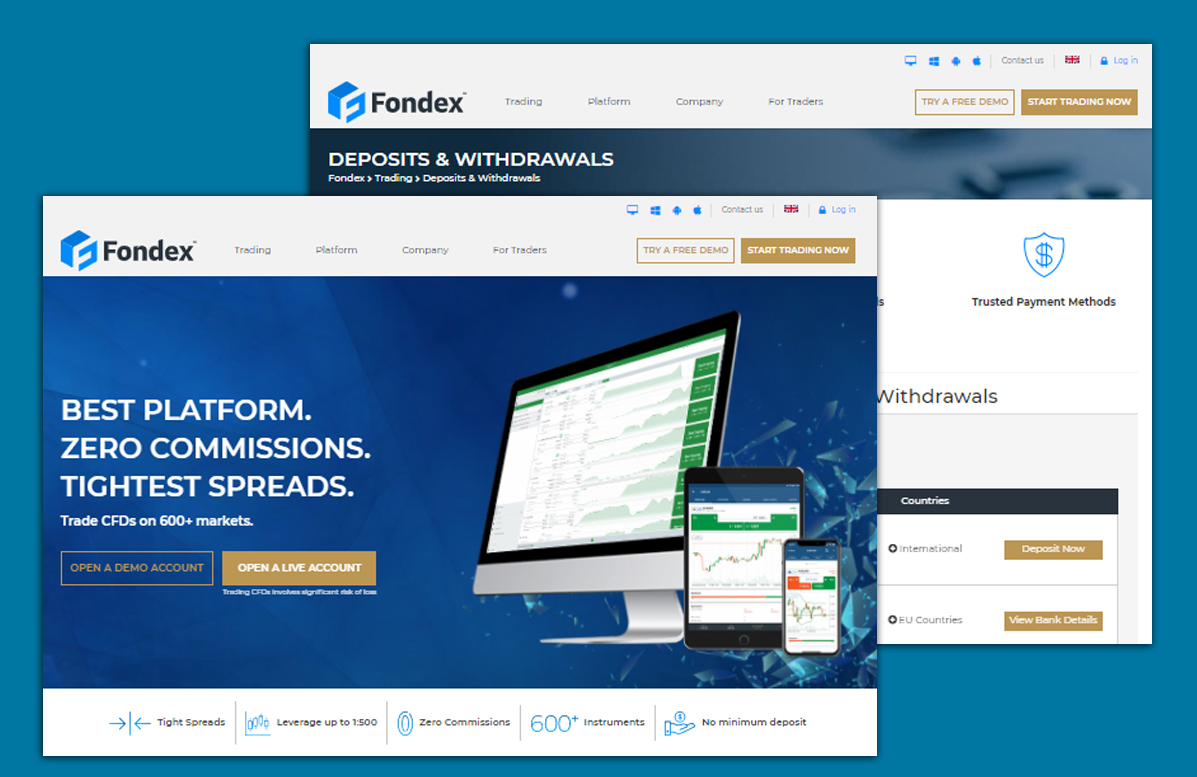 Contact us
Log in
Fondex™
Trading
Platform
Company
For Traders
TRY A FREE DEMO
START TRADING NOW
DEPOSITS & WITHDRAWALS
Fondex > Trading > Deposits & Withdrawals
Trusted Payment Methods
Withdrawals
Countries
International
Deposit Now
EU Countries
View Bank Details
Contact us
Log in
Fondex™
Trading
Platform
Company
For Traders
TRY A FREE DEMO
START TRADING NOW
BEST PLATFORM.
ZERO COMMISSIONS.
TIGHTEST SPREADS.
Trade CFDs on 600+ markets.
OPEN A DEMO ACCOUNT
OPEN A LIVE ACCOUNT
Trading CFDs involves significant risk of loss
Tight Spreads
Leverage up to 1:500
Zero Commissions
600+ Instruments
No minimum deposit